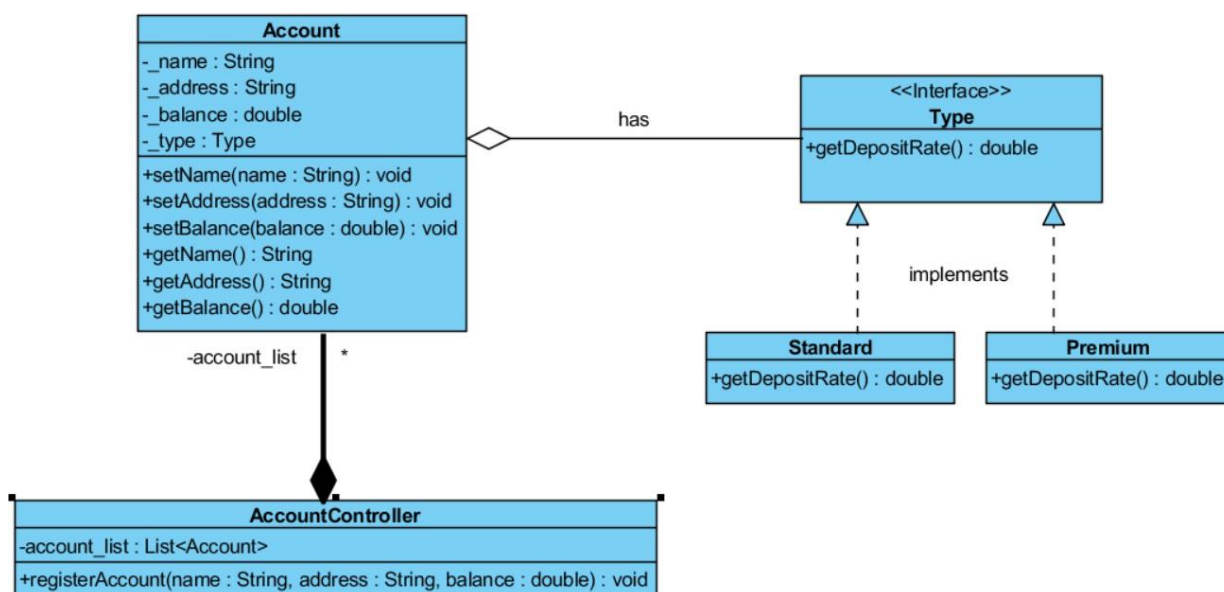 Account
-_name : String
-_address : String
-_balance : double
-_type : Type
+setName(name : String) : void
+setAddress(address : String) : void
+setBalance(balance : double) : void
+getName() : String
+getAddress() : String
+getBalance() : double
has
<<Interface>>
Type
+getDepositRate() : double
implements
Standard
+getDepositRate() : double
Premium
+getDepositRate() : double
-account_list
*
AccountController
-account_list : List<Account>
+registerAccount(name : String, address : String, balance : double) : void